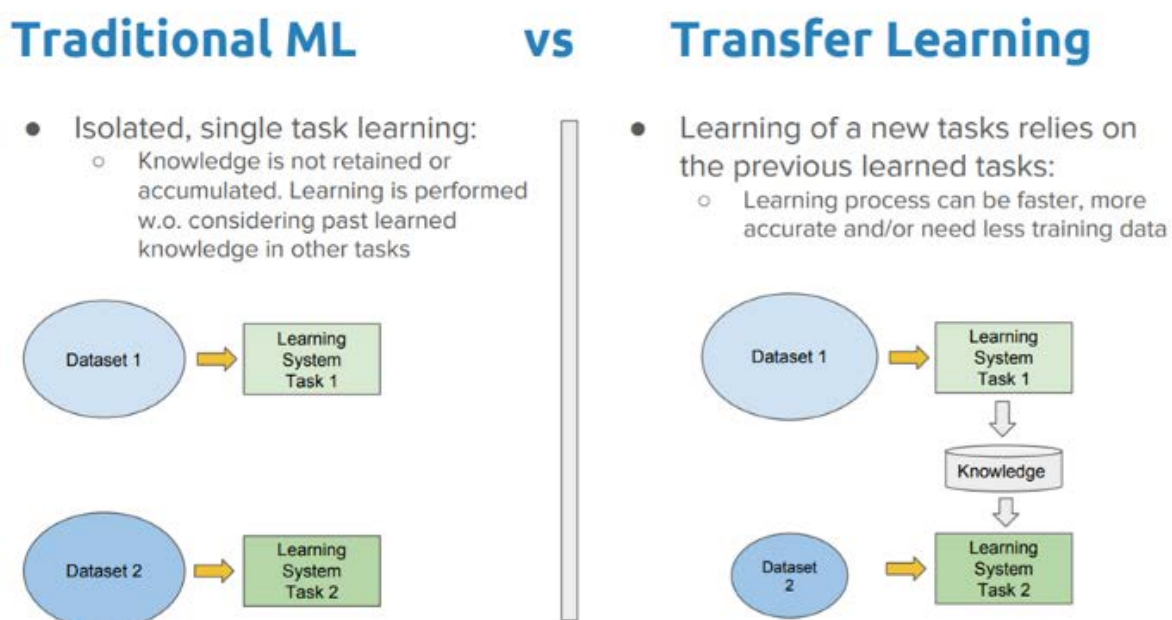 Traditional ML vs Transfer Learning
● Isolated, single task learning:
○ Knowledge is not retained or
accumulated. Learning is performed
w.o. considering past learned
knowledge in other tasks
Dataset 1
Learning
System
Task 1
Dataset 2
Learning
System
Task 2
● Learning of a new tasks relies on
the previous learned tasks:
○ Learning process can be faster, more
accurate and/or need less training data
Dataset 1
Learning
System
Task 1
Knowledge
Dataset
2
Learning
System
Task 2